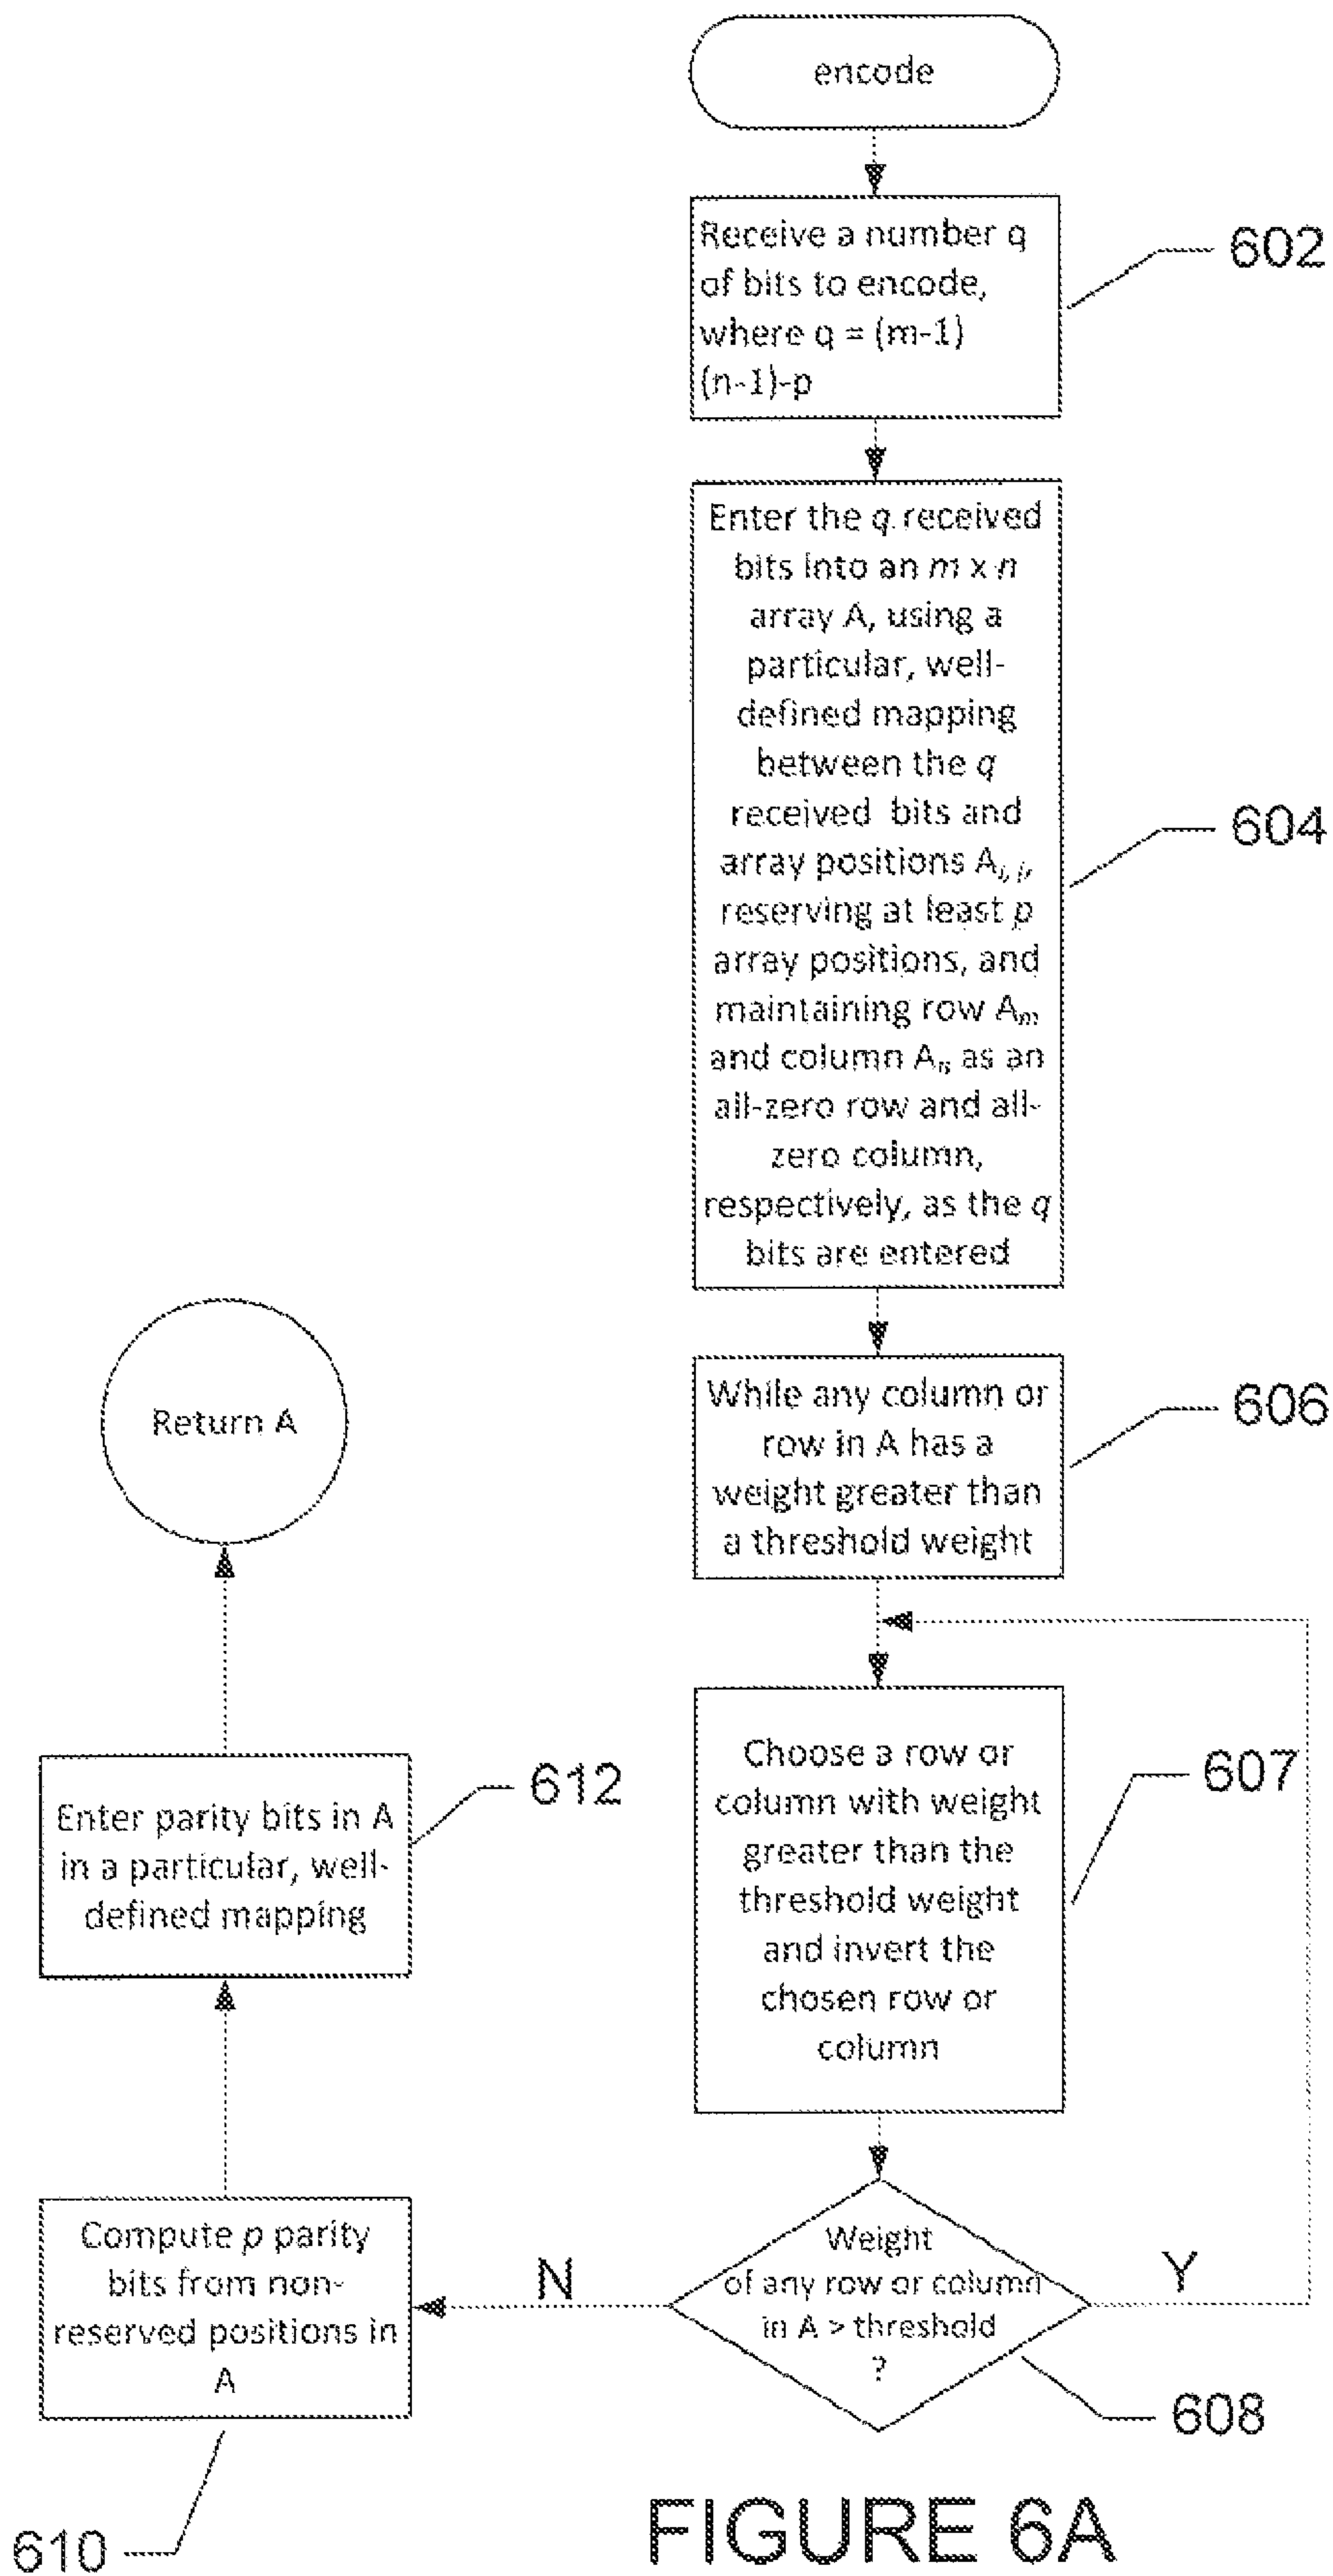 encode
Receive a number q
of bits to encode,
where q = (m-1)
(n-1)-p
602
Enter the q received
bits into an m x n
array A, using a
particular, well-
defined mapping
between the q
received bits and
array positions Ai, j,
reserving at least p
array positions, and
maintaining row Am
and column An as an
all-zero row and all-
zero column,
respectively, as the q
bits are entered
604
While any column or
row in A has a
weight greater than
a threshold weight
606
Choose a row or
column with weight
greater than the
threshold weight
and invert the
chosen row or
column
607
Weight
of any row or column
in A > threshold
?
Y
N
608
Compute p parity
bits from non-
reserved positions in
A
610
Enter parity bits in A
in a particular, well-
defined mapping
612
Return A
FIGURE 6A